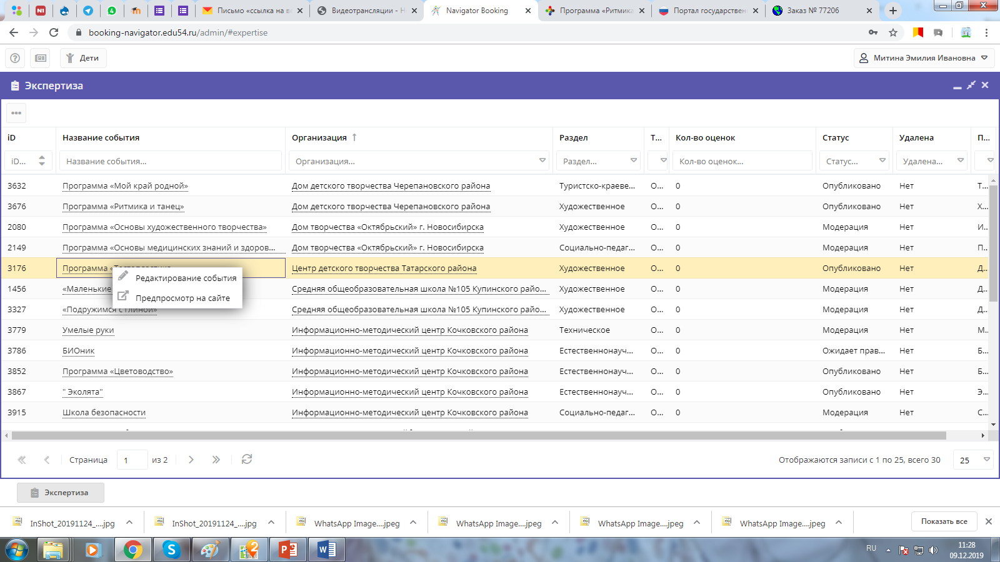 Письмо «ссылка на в
Видеотрансляции - Н
Navigator Booking
Программа «Ритмика
Портал государствен
Заказ № 77206
booking-navigator.edu54.ru/admin/#expertise
Дети
Митина Эмилия Ивановна
Экспертиза
iD Название события Организация ↑ Раздел Т... Кол-во оценок Статус Удалена П...
iD... Название события... Организация... Раздел... Кол-во оценок... Статус... Удалена...
3632 Программа «Мой край родной» Дом детского творчества Черепановского района Туристско-краеве... О... 0 Опубликовано Нет Т...
3676 Программа «Ритмика и танец» Дом детского творчества Черепановского района Художественное О... 0 Опубликовано Нет Х...
2080 Программа «Основы художественного творчества» Дом творчества «Октябрьский» г. Новосибирска Художественное О... 0 Модерация Нет И...
2149 Программа «Основы медицинских знаний и здоров... Дом творчества «Октябрьский» г. Новосибирска Социально-педаг... О... 0 Модерация Нет П...
3176 Программа Центр детского творчества Татарского района Художественное О... 0 Опубликовано Нет Д...
Редактирование события
1456 «Маленькие Средняя общеобразовательная школа №105 Купинского райо... Художественное О... 0 Модерация Нет Д...
Предпросмотр на сайте
3327 «Подружимся с глиной» Средняя общеобразовательная школа №105 Купинского райо... Художественное О... 0 Модерация Нет Д...
3779 Умелые руки Информационно-методический центр Кочковского района Техническое О... 0 Модерация Нет М...
3786 БИОник Информационно-методический центр Кочковского района Естественнонауч... О... 0 Ожидает прав... Нет Б...
3852 Программа «Цветоводство» Информационно-методический центр Кочковского района Естественнонауч... О... 0 Опубликовано Нет Б...
3867 " Эколята" Информационно-методический центр Кочковского района Естественнонауч... О... 0 Опубликовано Нет Э...
3915 Школа безопасности Информационно-методический центр Кочковского района Социально-педаг... О... 0 Модерация Нет С...
Страница 1 из 2 Отображаются записи с 1 по 25, всего 30 25
Экспертиза
InShot_20191124_....jpg InShot_20191124_....jpg WhatsApp Image....jpeg WhatsApp Image....jpeg WhatsApp Image....jpeg WhatsApp Image....jpeg Показать все
RU 11:28
09.12.2019